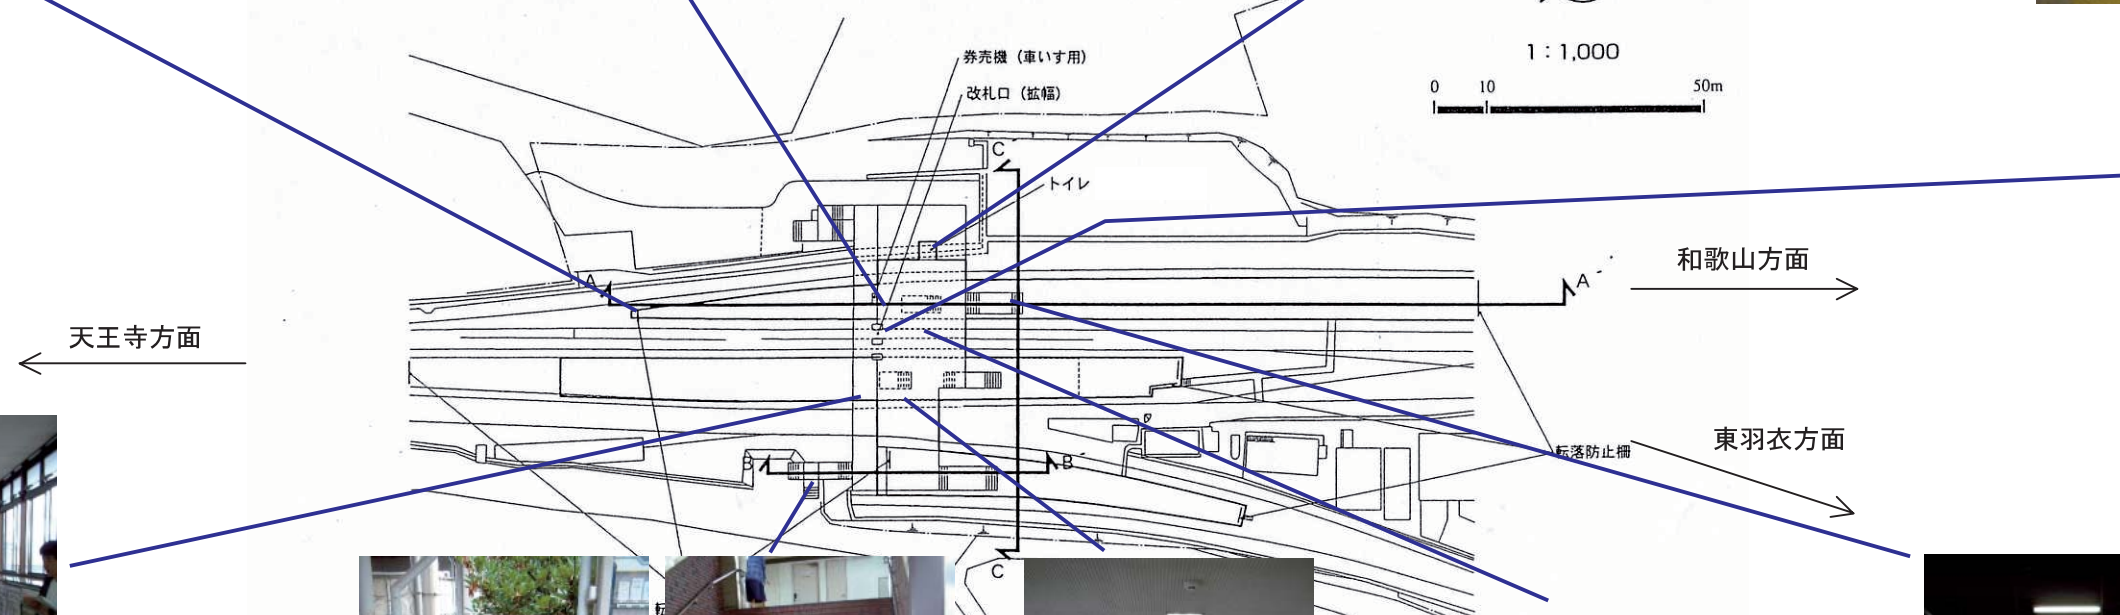 1：1,000
0 10 50m
券売機（車いす用）
改札口（拡幅）
C´
トイレ
和歌山方面
A
A´
天王寺方面
東羽衣方面
転落防止柵
B
B´
C
転